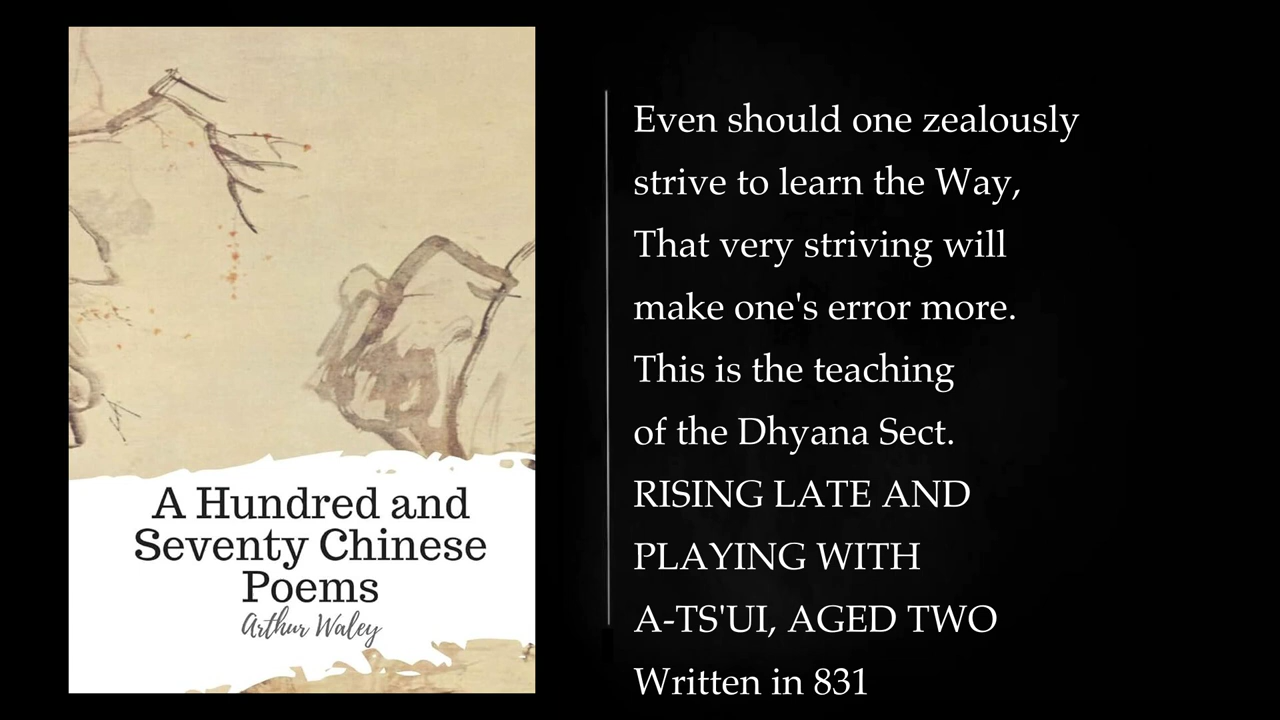 A Hundred and
Seventy Chinese
Poems
Arthur Waley
Even should one zealously
strive to learn the Way,
That very striving will
make one's error more.
This is the teaching
of the Dhyana Sect.
RISING LATE AND
PLAYING WITH
A-TS'UI, AGED TWO
Written in 831